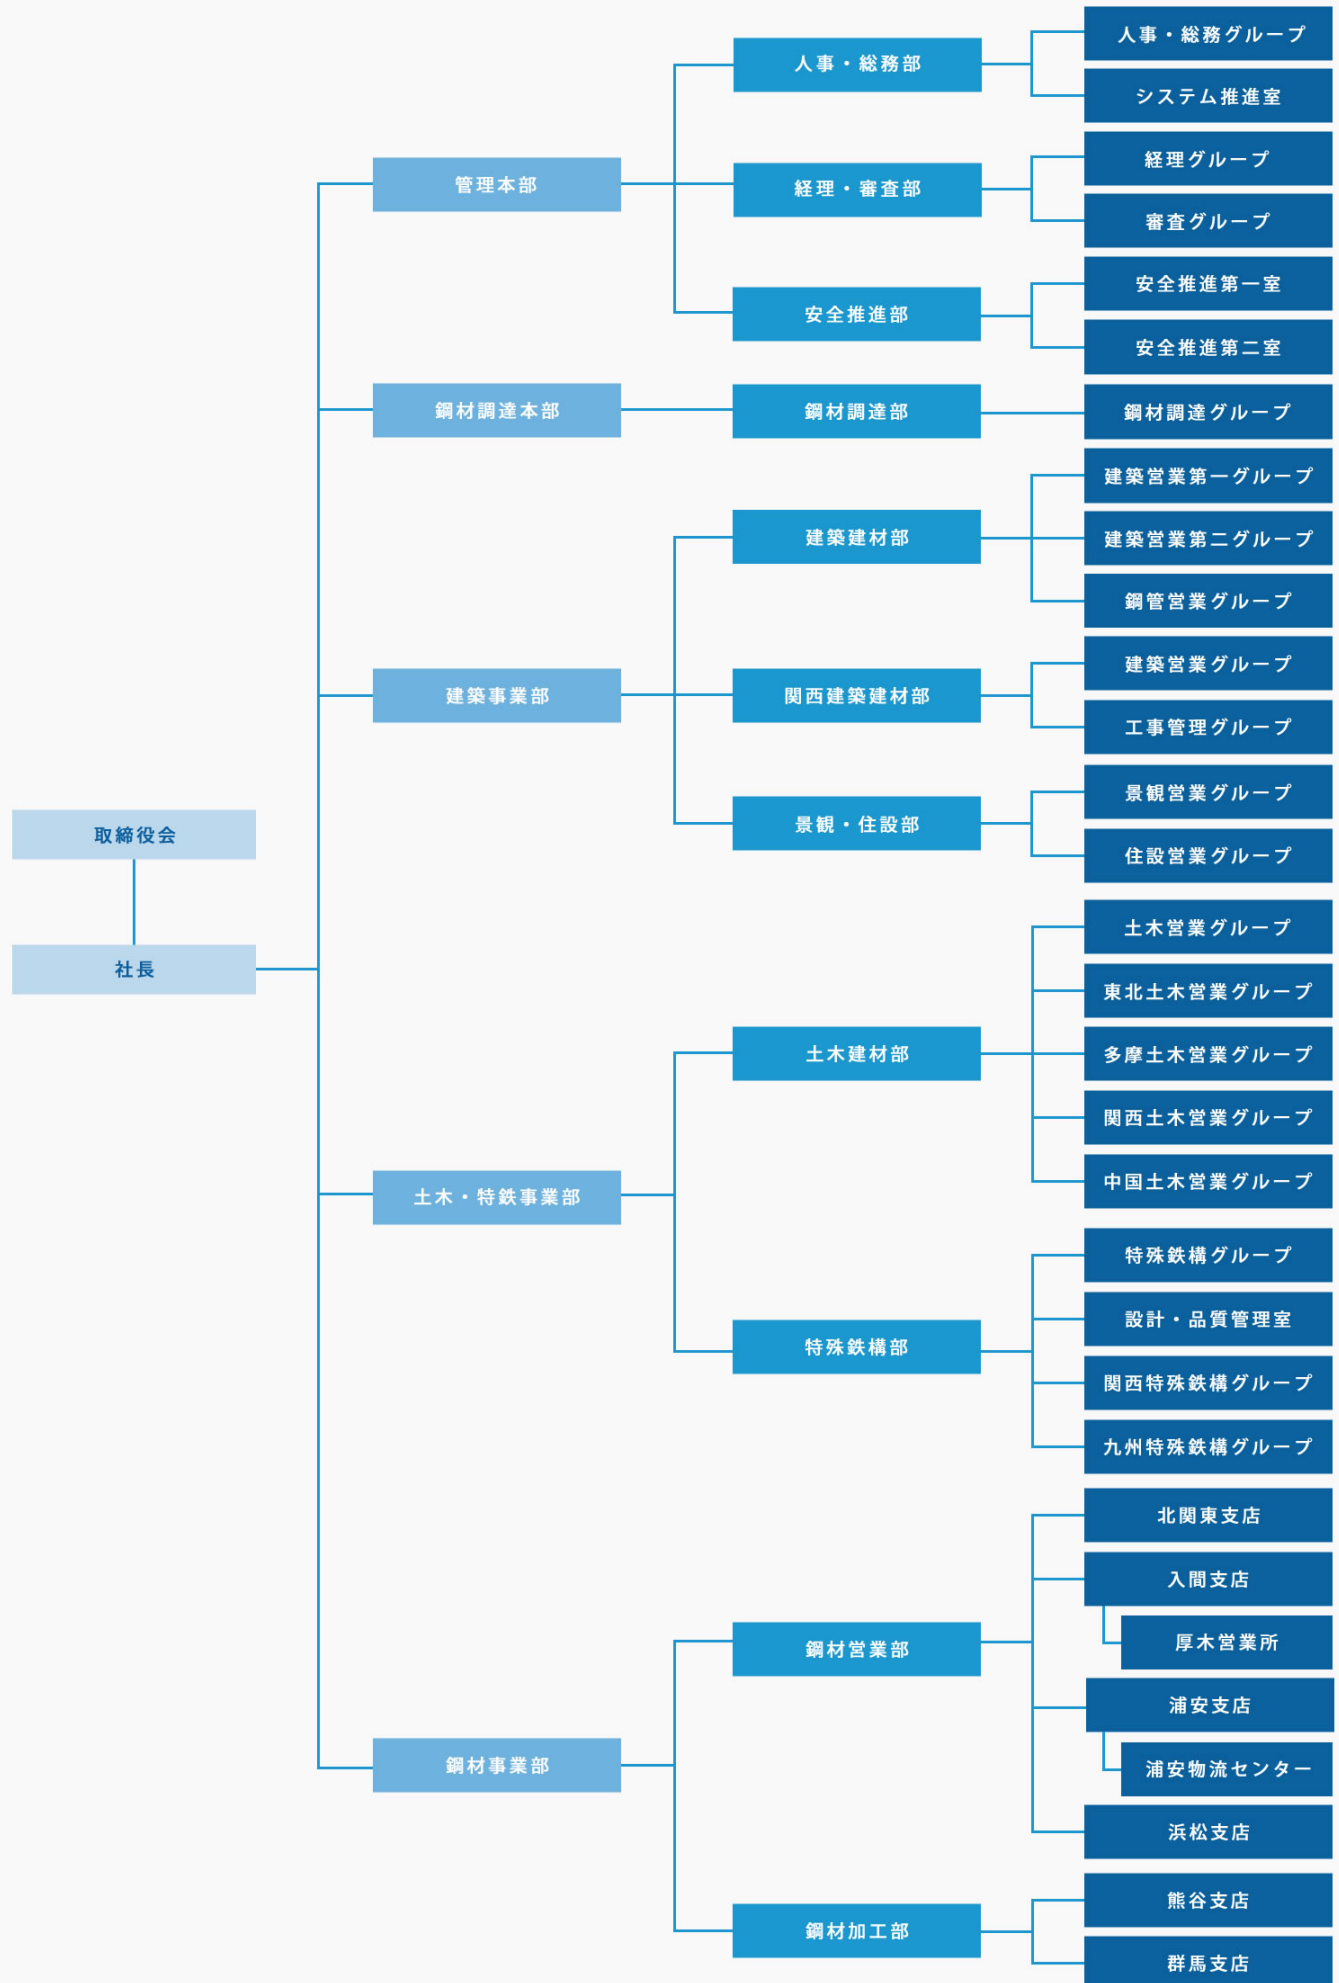 取締役会
社長
管理本部
人事・総務部
人事・総務グループ
システム推進室
経理・審査部
経理グループ
審査グループ
安全推進部
安全推進第一室
安全推進第二室
鋼材調達本部
鋼材調達部
鋼材調達グループ
建築事業部
建築建材部
建築営業第一グループ
建築営業第二グループ
鋼管営業グループ
関西建築建材部
建築営業グループ
工事管理グループ
景観・住設部
景観営業グループ
住設営業グループ
土木・特鉄事業部
土木建材部
土木営業グループ
東北土木営業グループ
多摩土木営業グループ
関西土木営業グループ
中国土木営業グループ
特殊鉄構部
特殊鉄構グループ
設計・品質管理室
関西特殊鉄構グループ
九州特殊鉄構グループ
鋼材事業部
鋼材営業部
北関東支店
入間支店
厚木営業所
浦安支店
浦安物流センター
浜松支店
鋼材加工部
熊谷支店
群馬支店